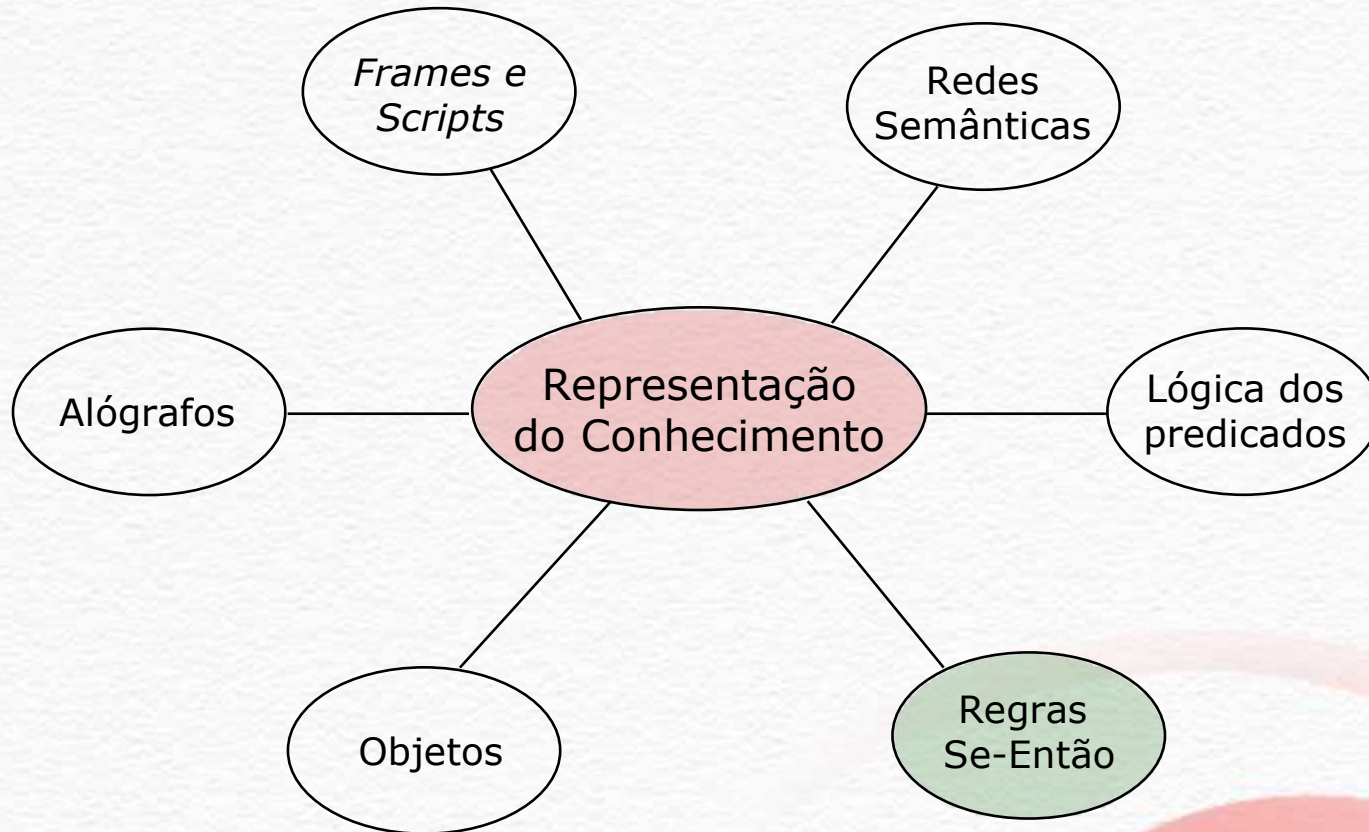 Frames e
Scripts
Redes
Semânticas
Alógrafos
Representação
do Conhecimento
Lógica dos
predicados
Objetos
Regras
Se-Então